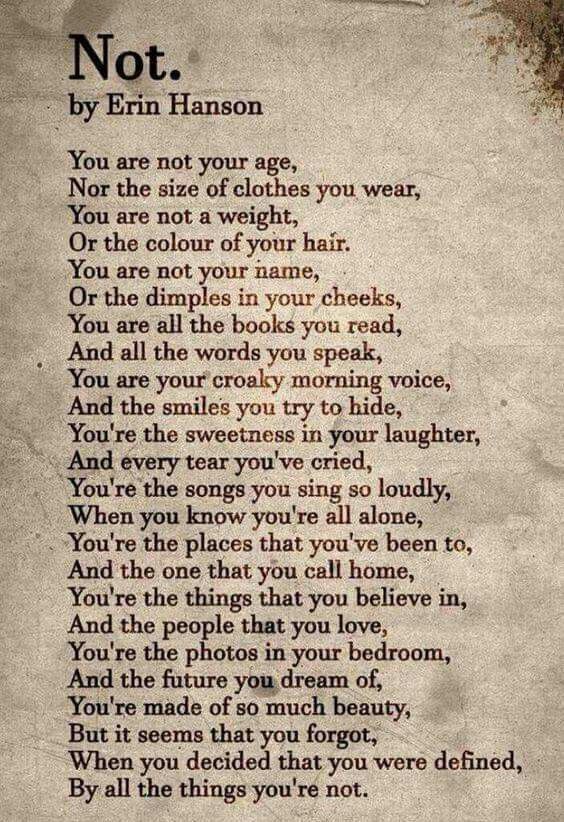 Not.
by Erin Hanson
You are not your age,
Nor the size of clothes you wear,
You are not a weight,
Or the colour of your hair.
You are not your name,
Or the dimples in your cheeks,
You are all the books you read,
And all the words you speak,
You are your croaky morning voice,
And the smiles you try to hide,
You're the sweetness in your laughter,
And every tear you've cried,
You're the songs you sing so loudly,
When you know you're all alone,
You're the places that you've been to,
And the one that you call home,
You're the things that you believe in,
And the people that you love,
You're the photos in your bedroom,
And the future you dream of,
You're made of so much beauty,
But it seems that you forgot,
When you decided that you were defined,
By all the things you're not.